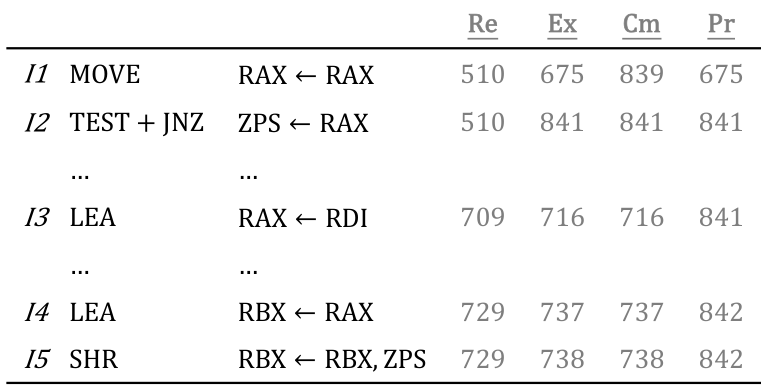 Re Ex Cm Pr
I1 MOVE RAX ← RAX 510 675 839 675
I2 TEST + JNZ ZPS ← RAX 510 841 841 841
... ...
I3 LEA RAX ← RDI 709 716 716 841
... ...
I4 LEA RBX ← RAX 729 737 737 842
I5 SHR RBX ← RBX, ZPS 729 738 738 842